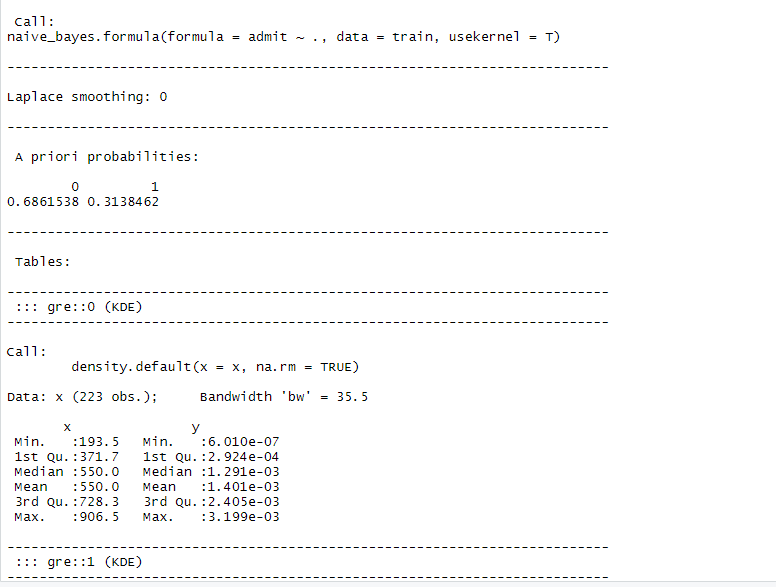 Call:
naive_bayes.formula(formula = admit ~ ., data = train, usekernel = T)
---------------------------------------------------------------------------
Laplace smoothing: 0
---------------------------------------------------------------------------
A priori probabilities:
0 1
0.6861538 0.3138462
---------------------------------------------------------------------------
Tables:
---------------------------------------------------------------------------
::: gre::0 (KDE)
---------------------------------------------------------------------------
Call:
density.default(x = x, na.rm = TRUE)
Data: x (223 obs.); Bandwidth 'bw' = 35.5
x y
Min. :193.5 Min. :6.010e-07
1st Qu.:371.7 1st Qu.:2.924e-04
Median :550.0 Median :1.291e-03
Mean :550.0 Mean :1.401e-03
3rd Qu.:728.3 3rd Qu.:2.405e-03
Max. :906.5 Max. :3.199e-03
---------------------------------------------------------------------------
::: gre::1 (KDE)
---------------------------------------------------------------------------